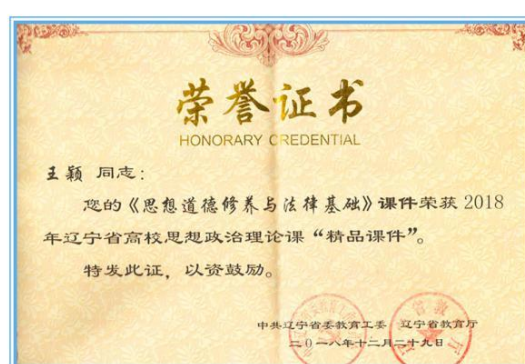 荣誉证书
HONORARY CREDENTIAL
王颖 同志：
您的《思想道德修养与法律基础》课件荣获 2018
年辽宁省高校思想政治理论课“精品课件”。
特发此证，以资鼓励。
中共辽宁省委教育工委 辽宁省教育厅
二〇一八年十二月二十九日